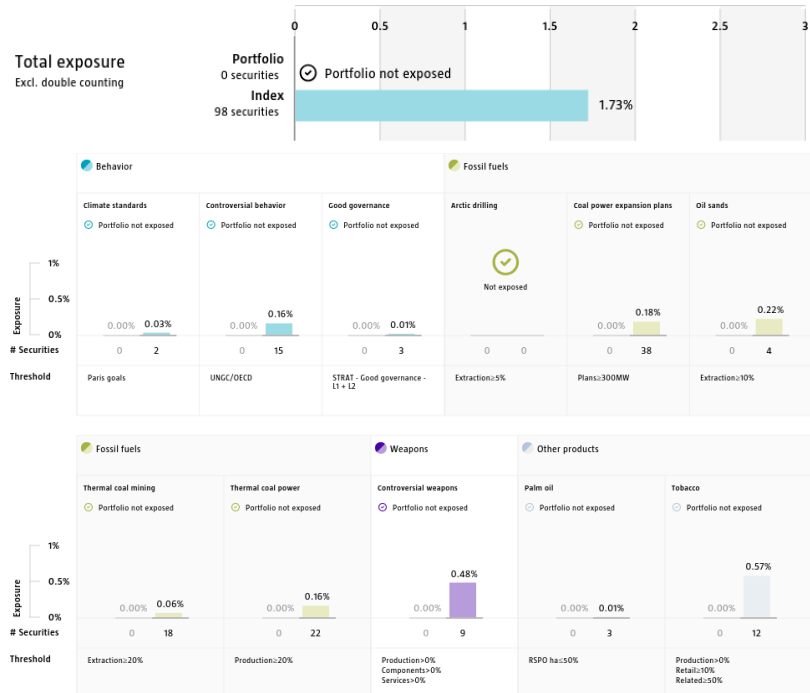 0 0.5 1 1.5 2 2.5 3
Total exposure
Excl. double counting
Portfolio
0 securities
Portfolio not exposed
Index
98 securities
1.73%
Behavior Fossil fuels
Climate standards Controversial behavior Good governance Arctic drilling Coal power expansion plans Oil sands
Portfolio not exposed Portfolio not exposed Portfolio not exposed Portfolio not exposed Portfolio not exposed
Not exposed
Exposure
1%
0.5%
0%
0.00% 0.03% 0.00% 0.16% 0.00% 0.01% 0.00% 0.18% 0.00% 0.22%
# Securities 0 2 0 15 0 3 0 0 0 38 0 4
Threshold Paris goals UNGC/OECD STRAT - Good governance - Extraction≥5% Plans≥300MW Extraction≥10%
L1 + L2
Fossil fuels Weapons Other products
Thermal coal mining Thermal coal power Controversial weapons Palm oil Tobacco
Portfolio not exposed Portfolio not exposed Portfolio not exposed Portfolio not exposed Portfolio not exposed
Exposure
1%
0.5%
0%
0.00% 0.06% 0.00% 0.16% 0.00% 0.48% 0.00% 0.01% 0.00% 0.57%
# Securities 0 18 0 22 0 9 0 3 0 12
Threshold Extraction≥20% Production≥20% Production>0% RSPO ha≤50% Production>0%
Components>0% Retail≥10%
Services>0% Related≥50%